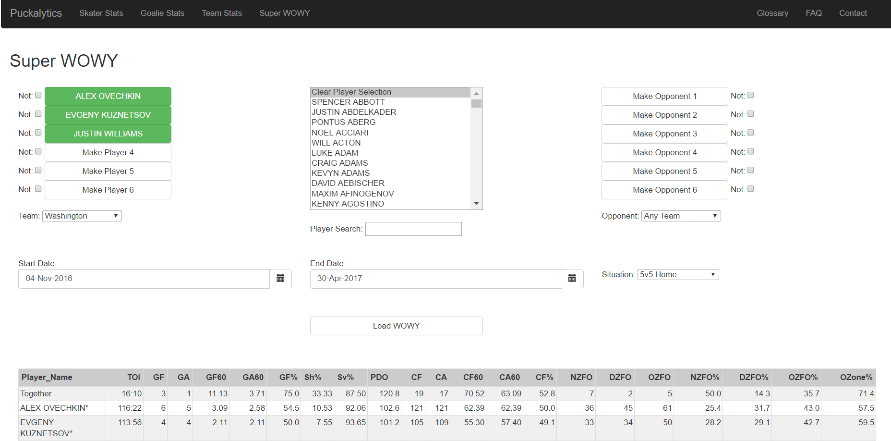 Puckalytics Skater Stats Goalie Stats Team Stats Super WOWY Glossary FAQ Contact
Super WOWY
Not: ALEX OVECHKIN Clear Player Selection Make Opponent 1 Not:
Not EVGENY KUZNETSOV SPENCER ABBOTT Make Opponent 2 Not:
Not: JUSTIN WILLIAMS JUSTIN ABDELKADER Make Opponent 3 Not:
Not: Make Player 4 PONTUS ABERG Make Opponent 4 Not:
Not: Make Player 5 NOEL ACCIARI Make Opponent 5 Not:
Not Make Player 6 WILL ACTON Make Opponent 6 Not:
LUKE ADAM
CRAIG ADAMS
KEVYN ADAMS
DAVID AEBISCHER
MAXIM AFINOGENOV
KENNY AGOSTINO
Team: Washington Opponent: Any Team
Player Search:
Start Date End Date
04-Nov-2016 30-Apr-2017 Situation 5v5 Home
Load WOWY
Player_Name TOI GF GA GF60 GA60 GF% Sh% Sv% PDO CF CA CF60 CA60 CF% NZFO DZFO OZFO NZFO% DZFO% OZFO% OZone%
Together 16:10 3 1 11.13 3.71 75.0 33.33 87.50 120.8 19 17 70.52 63.09 52.8 7 2 5 50.0 14.3 35.7 71.4
ALEX OVECHKIN* 116:22 6 5 3.09 2.58 54.5 10.53 92.06 102.6 121 121 62.39 62.39 50.0 36 45 61 25.4 31.7 43.0 57.5
EVGENY KUZNETSOV* 113:56 4 4 2.11 2.11 50.0 7.55 93.65 101.2 105 109 55.30 57.40 49.1 33 34 50 28.2 29.1 42.7 59.5